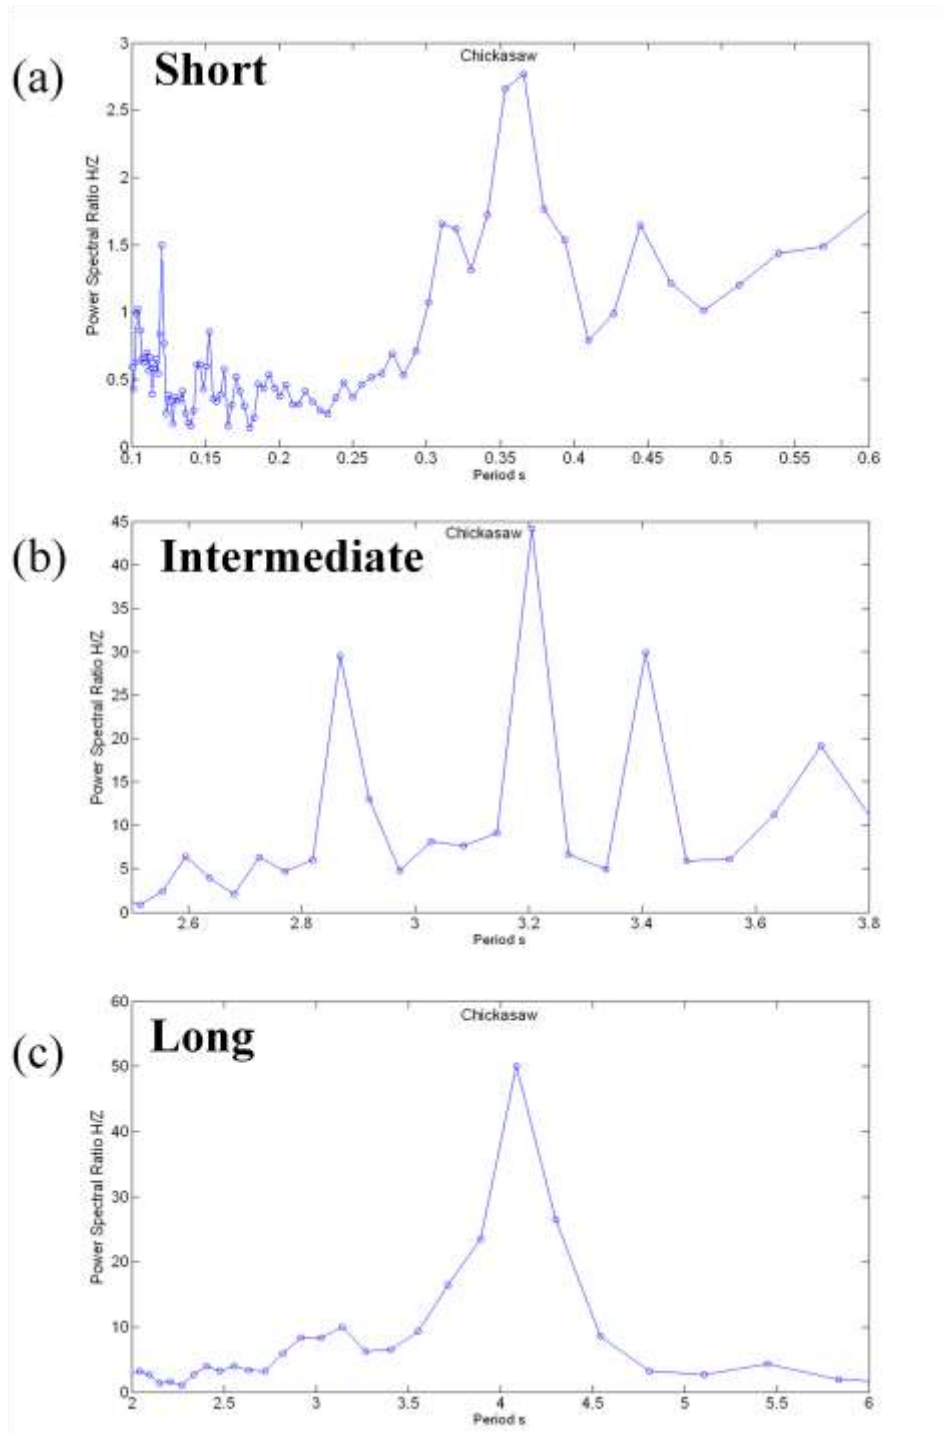 (a)
Short
Chickasaw
Power Spectral Ratio H/Z
3
2.5
2
1.5
1
0.5
0
0.1 0.15 0.2 0.25 0.3 0.35 0.4 0.45 0.5 0.55 0.6
Period s
(b)
Intermediate
Chickasaw
Power Spectral Ratio H/Z
45
40
35
30
25
20
15
10
5
0
2.6 2.8 3 3.2 3.4 3.6 3.8
Period s
(c)
Long
Chickasaw
Power Spectral Ratio H/Z
60
50
40
30
20
10
0
2 2.5 3 3.5 4 4.5 5 5.5 6
Period s